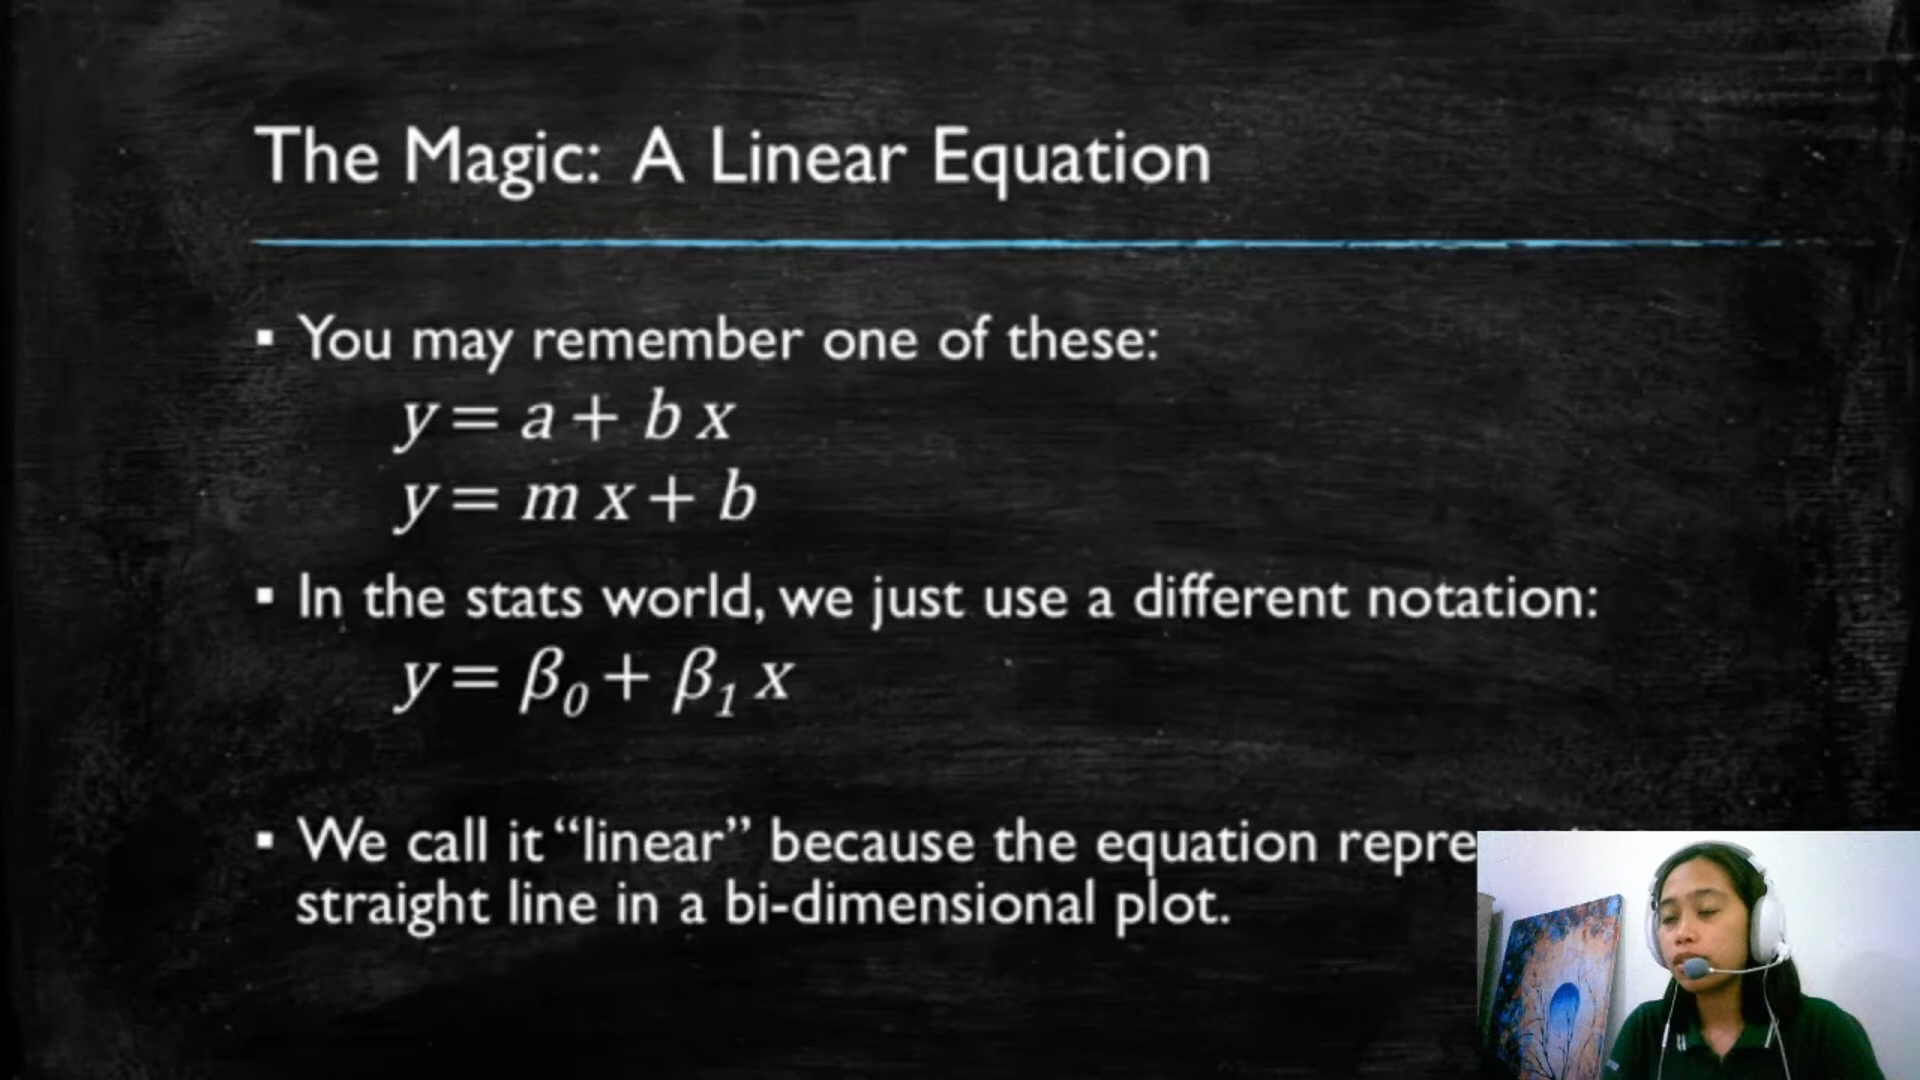 The Magic: A Linear Equation
▪ You may remember one of these:
y = a + b x
y = m x + b
▪ In the stats world, we just use a different notation:
y = β₀ + β₁ x
▪ We call it “linear” because the equation
straight line in a bi-dimensional plot.